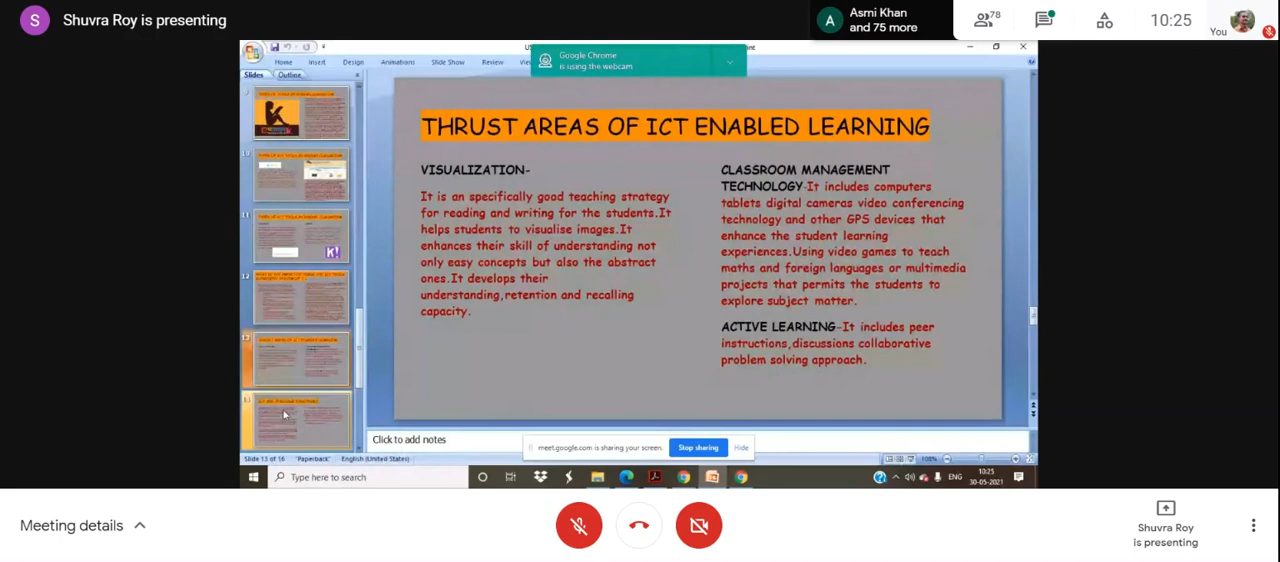 S Shuvra Roy is presenting
A Asmi Khan
and 75 more
78
10:25
You
Google Chrome
is using the webcam
Home Insert Design Animations Slide Show Review
Slides Outline
THRUST AREAS OF ICT ENABLED LEARNING
VISUALIZATION-
It is an specifically good teaching strategy
for reading and writing for the students.It
helps students to visualise images.It
enhances their skill of understanding not
only easy concepts but also the abstract
ones.It develops their
understanding,retention and recalling
capacity.
CLASSROOM MANAGEMENT
TECHNOLOGY-It includes computers
tablets digital cameras video conferencing
technology and other GPS devices that
enhance the student learning
experiences.Using video games to teach
maths and foreign languages or multimedia
projects that permits the students to
explore subject matter.
ACTIVE LEARNING-It includes peer
instructions,discussions collaborative
problem solving approach.
10
11
K!
12
13
Click to add notes
meet.google.com is sharing your screen. Stop sharing Hide
Slide 13 of 16 "Paperback" English (United States)
100%
Type here to search
ENG
10:25
30-05-2021
Meeting details
Shuvra Roy
is presenting